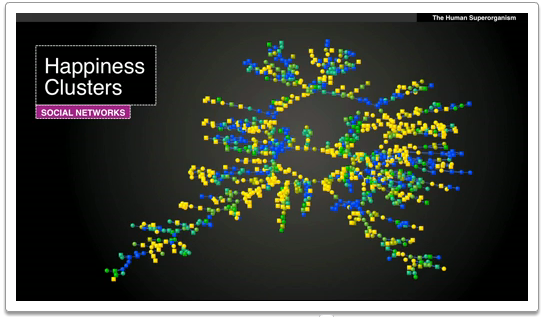 The Human Superorganism
Happiness
Clusters
SOCIAL NETWORKS